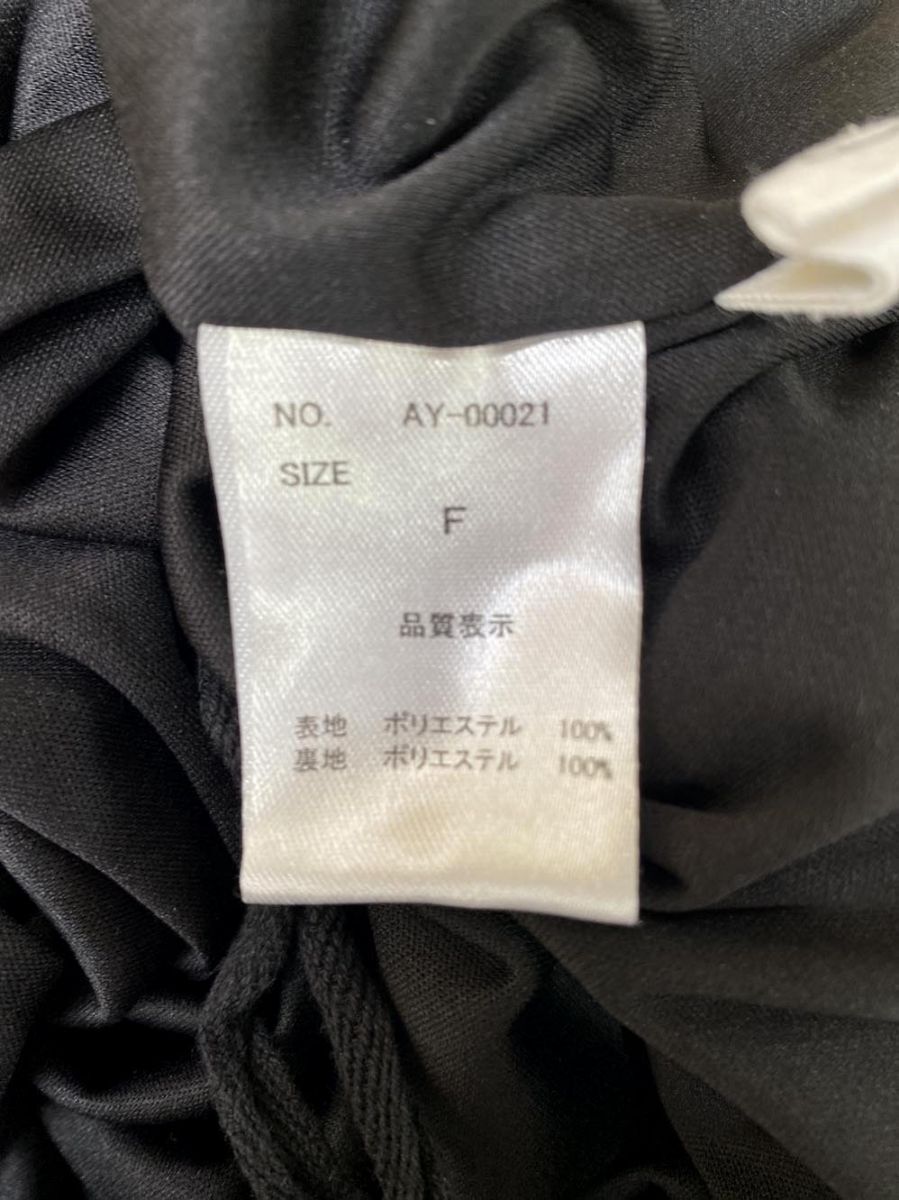 NO. AY-00021
SIZE
F
品質表示
表地 ポリエステル 100%
裏地 ポリエステル 100%